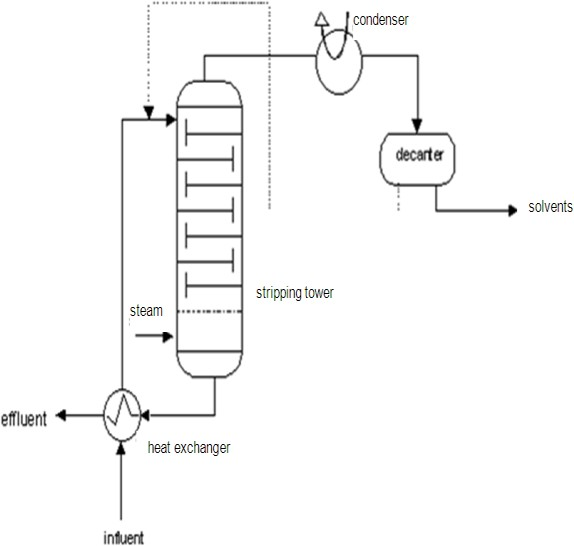 condenser
decanter
solvents
stripping tower
steam
effluent
heat exchanger
influent